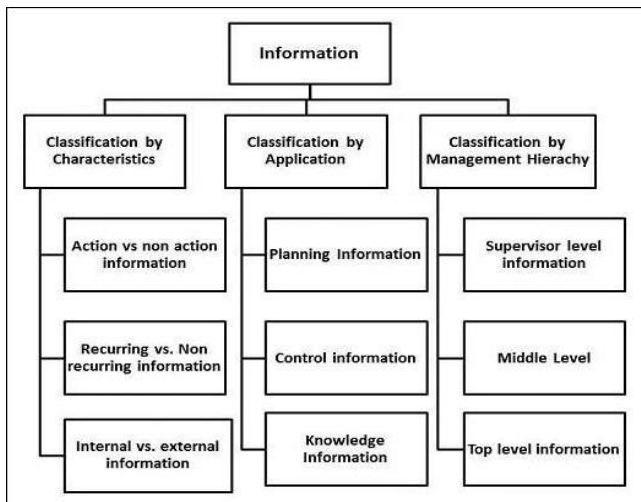 Information
Classification by
Characteristics
Classification by
Application
Classification by
Management Hierachy
Action vs non action
information
Planning Information
Supervisor level
information
Recurring vs. Non
recurring information
Control information
Middle Level
Internal vs. external
information
Knowledge
Information
Top level information